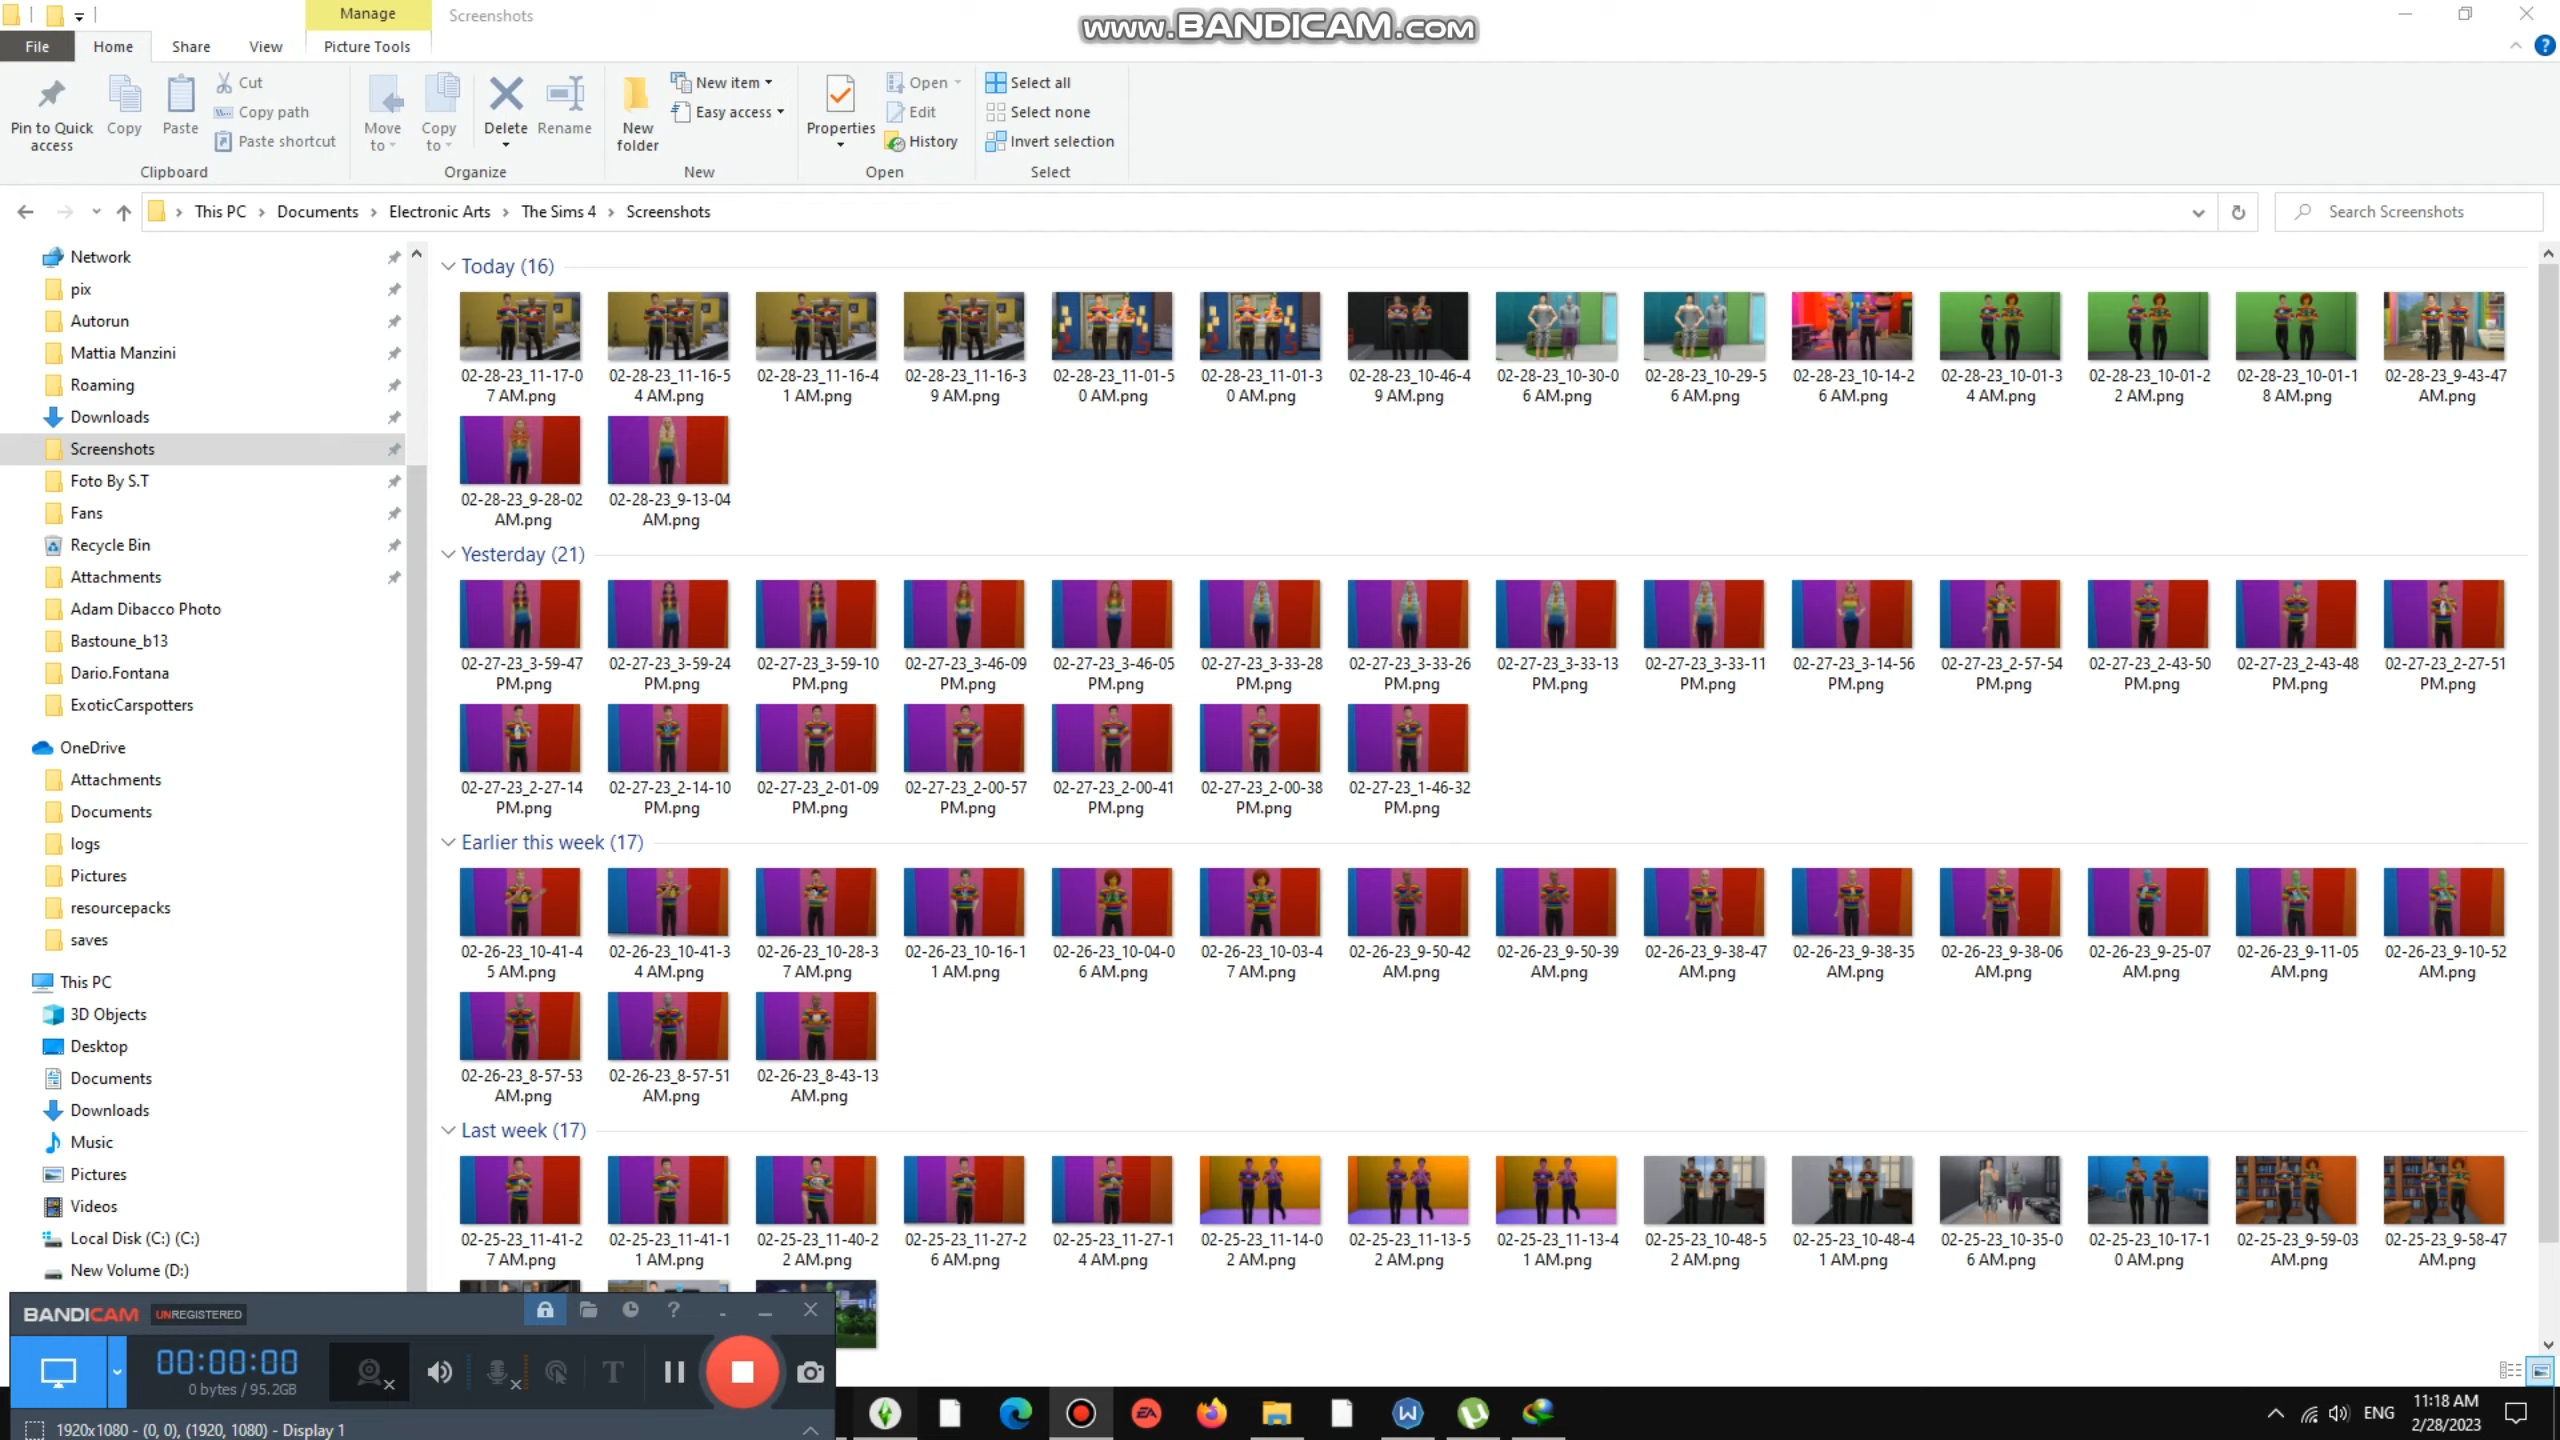 Manage
Screenshots
www.BANDICAM.com
File
Home
Share
View
Picture Tools
Pin to Quick access
Copy
Paste
Cut
Copy path
Paste shortcut
Clipboard
Move to
Copy to
Delete
Rename
Organize
New folder
New item
Easy access
New
Properties
Open
Edit
History
Open
Select all
Select none
Invert selection
Select
This PC
Documents
Electronic Arts
The Sims 4
Screenshots
Search Screenshots
Network
pix
Autorun
Mattia Manzini
Roaming
Downloads
Screenshots
Foto By S.T
Fans
Recycle Bin
Attachments
Adam Dibacco Photo
Bastoune_b13
Dario.Fontana
ExoticCarspotters
OneDrive
Attachments
Documents
logs
Pictures
resourcepacks
saves
This PC
3D Objects
Desktop
Documents
Downloads
Music
Pictures
Videos
Local Disk (C:) (C:)
New Volume (D:)
Today (16)
02-28-23_11-17-07 AM.png
02-28-23_11-16-54 AM.png
02-28-23_11-16-41 AM.png
02-28-23_11-16-39 AM.png
02-28-23_11-01-50 AM.png
02-28-23_11-01-30 AM.png
02-28-23_10-46-49 AM.png
02-28-23_10-30-06 AM.png
02-28-23_10-29-56 AM.png
02-28-23_10-14-26 AM.png
02-28-23_10-01-34 AM.png
02-28-23_10-01-22 AM.png
02-28-23_10-01-18 AM.png
02-28-23_9-43-47 AM.png
02-28-23_9-28-02 AM.png
02-28-23_9-13-04 AM.png
Yesterday (21)
02-27-23_3-59-47 PM.png
02-27-23_3-59-24 PM.png
02-27-23_3-59-10 PM.png
02-27-23_3-46-09 PM.png
02-27-23_3-46-05 PM.png
02-27-23_3-33-28 PM.png
02-27-23_3-33-26 PM.png
02-27-23_3-33-13 PM.png
02-27-23_3-33-11 PM.png
02-27-23_3-14-56 PM.png
02-27-23_2-57-54 PM.png
02-27-23_2-43-50 PM.png
02-27-23_2-43-48 PM.png
02-27-23_2-27-51 PM.png
02-27-23_2-27-14 PM.png
02-27-23_2-14-10 PM.png
02-27-23_2-01-09 PM.png
02-27-23_2-00-57 PM.png
02-27-23_2-00-41 PM.png
02-27-23_2-00-38 PM.png
02-27-23_1-46-32 PM.png
Earlier this week (17)
02-26-23_10-41-45 AM.png
02-26-23_10-41-34 AM.png
02-26-23_10-28-37 AM.png
02-26-23_10-16-11 AM.png
02-26-23_10-04-06 AM.png
02-26-23_10-03-47 AM.png
02-26-23_9-50-42 AM.png
02-26-23_9-50-39 AM.png
02-26-23_9-38-47 AM.png
02-26-23_9-38-35 AM.png
02-26-23_9-38-06 AM.png
02-26-23_9-25-07 AM.png
02-26-23_9-11-05 AM.png
02-26-23_9-10-52 AM.png
02-26-23_8-57-53 AM.png
02-26-23_8-57-51 AM.png
02-26-23_8-43-13 AM.png
Last week (17)
02-25-23_11-41-27 AM.png
02-25-23_11-41-11 AM.png
02-25-23_11-40-22 AM.png
02-25-23_11-27-26 AM.png
02-25-23_11-27-14 AM.png
02-25-23_11-14-02 AM.png
02-25-23_11-13-52 AM.png
02-25-23_11-13-41 AM.png
02-25-23_10-48-52 AM.png
02-25-23_10-48-41 AM.png
02-25-23_10-35-06 AM.png
02-25-23_10-17-10 AM.png
02-25-23_9-59-03 AM.png
02-25-23_9-58-47 AM.png
BANDICAM UNREGISTERED
00:00:00
0 bytes / 95.2GB
1920x1080 - (0, 0), (1920, 1080) - Display 1
EA
ENG
11:18 AM
2/28/2023